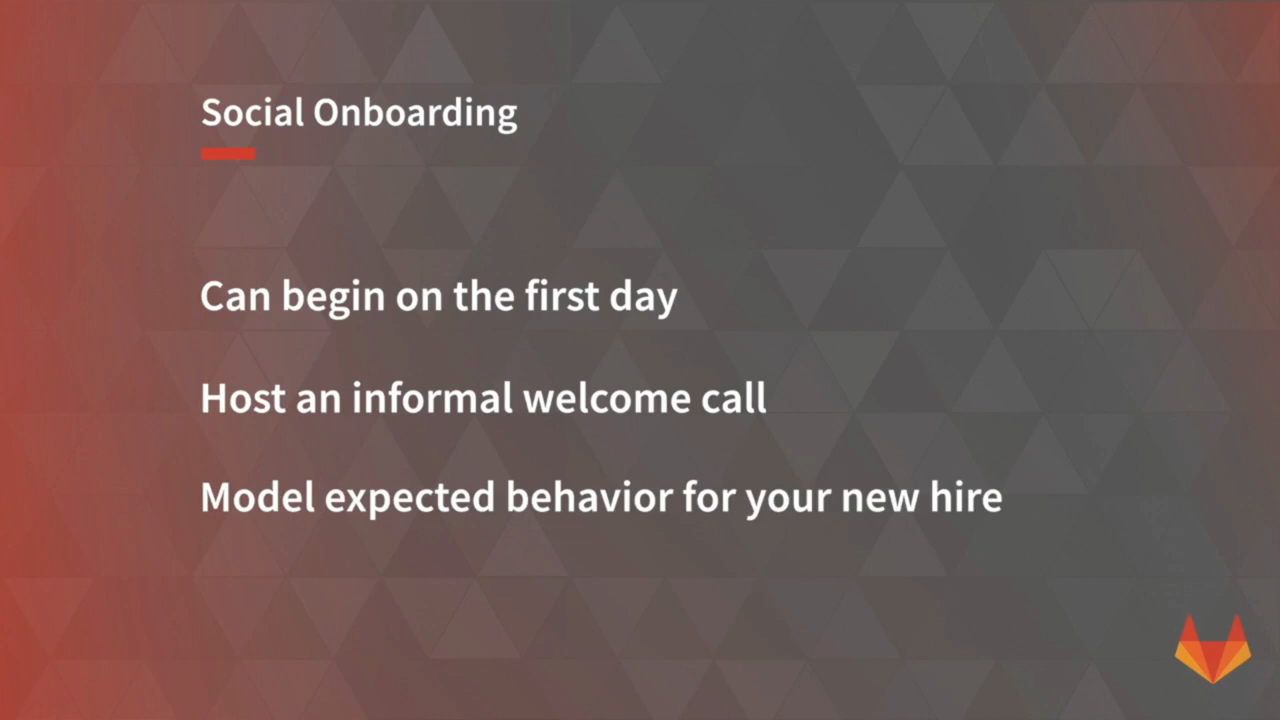 Social Onboarding
Can begin on the first day
Host an informal welcome call
Model expected behavior for your new hire